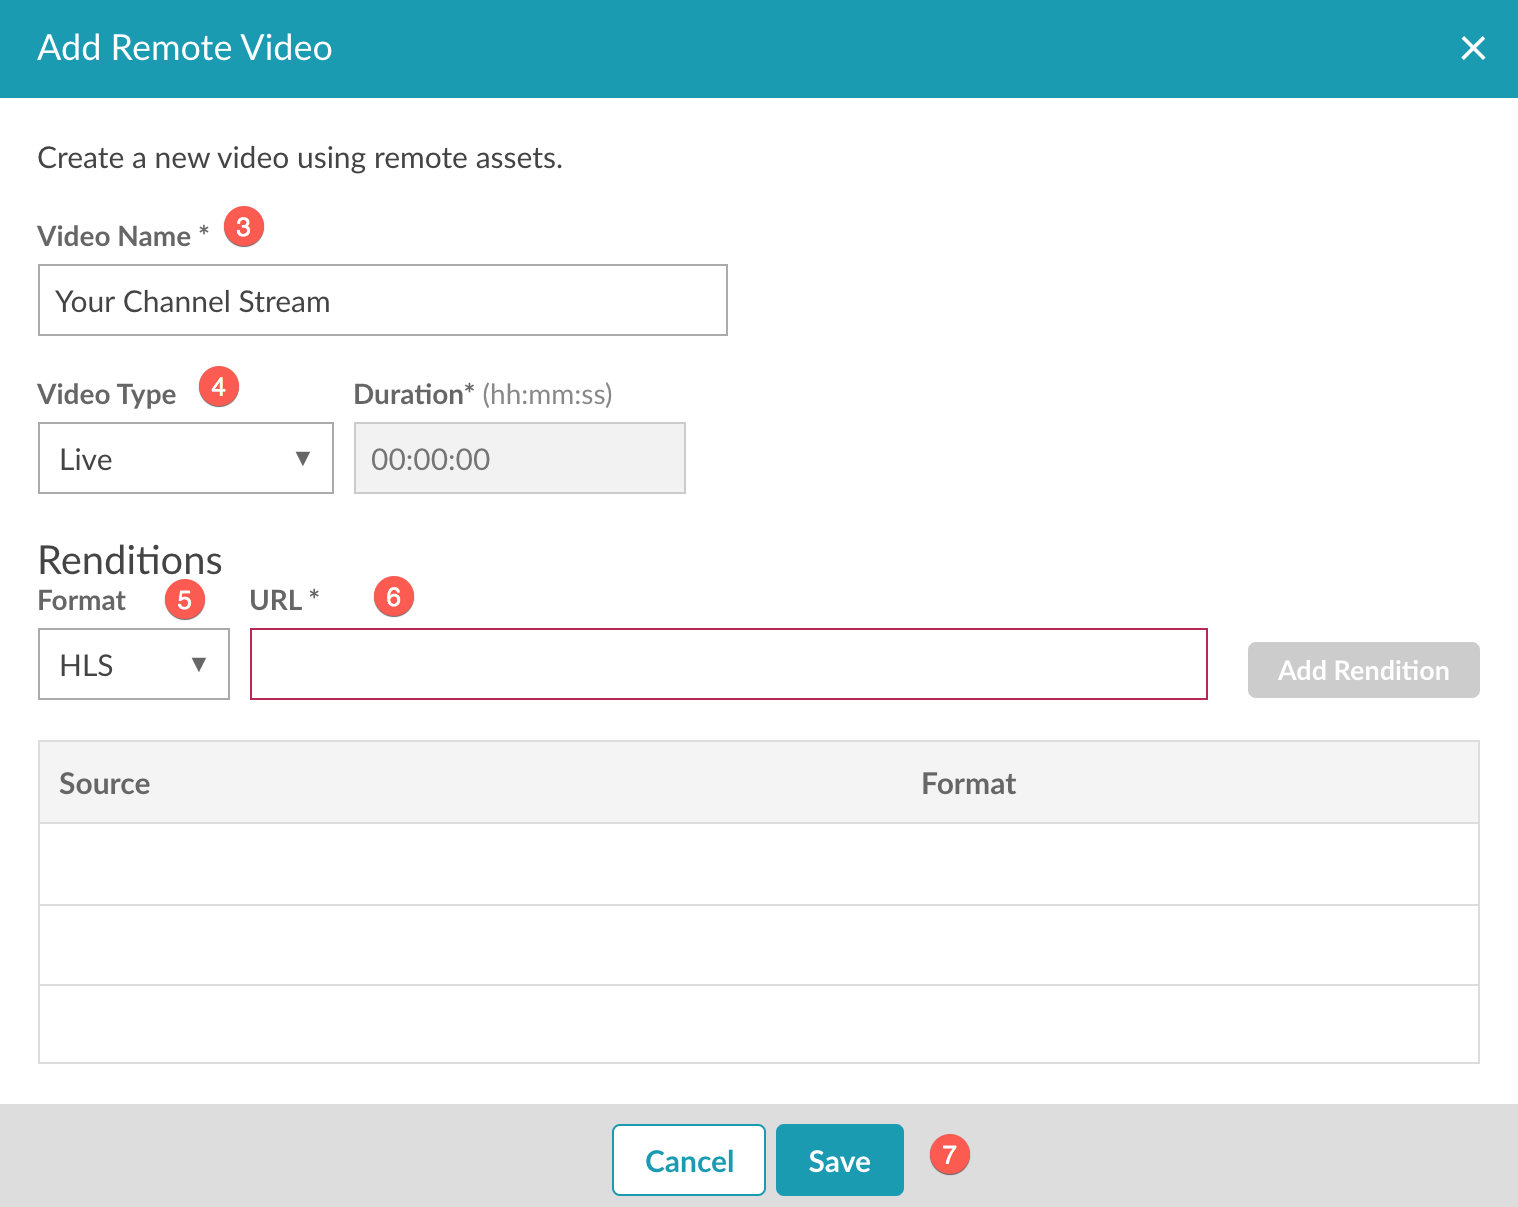 Add Remote Video
Create a new video using remote assets.
Video Name * 3
Your Channel Stream
Video Type 4 Duration* (hh:mm:ss)
Live 00:00:00
Renditions
Format 5 URL * 6
HLS Add Rendition
Source Format
Cancel Save 7